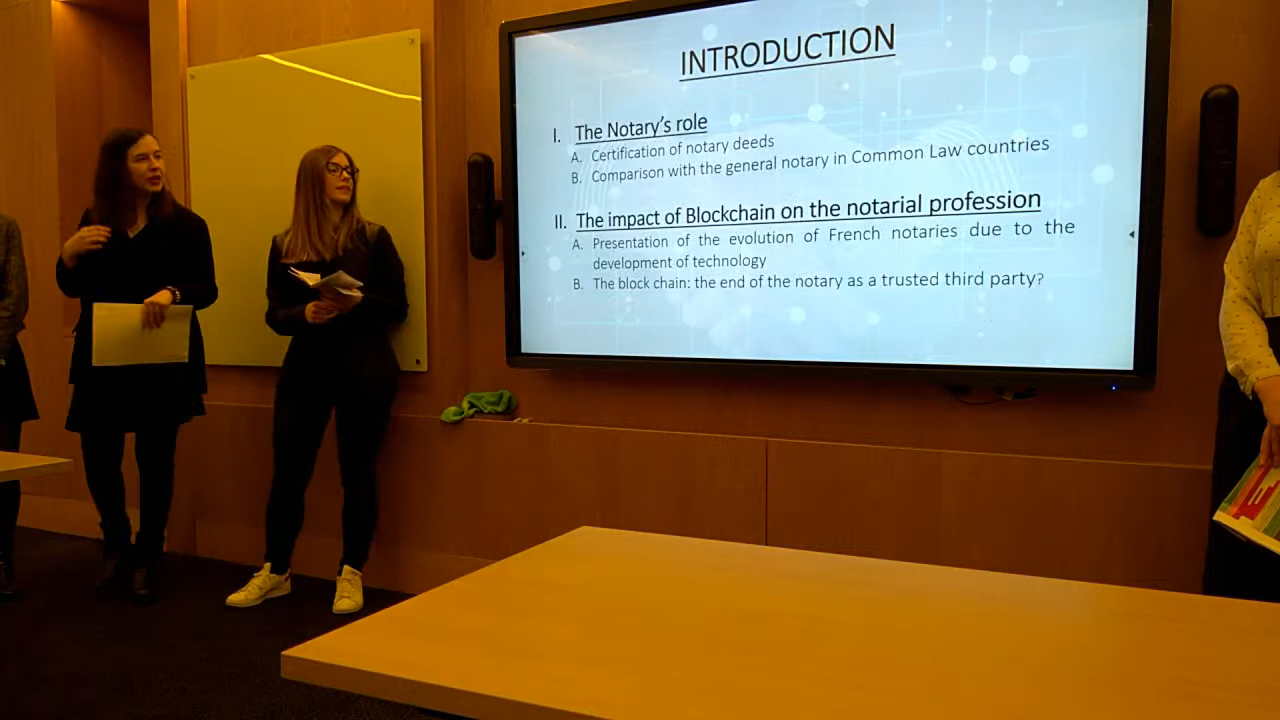 INTRODUCTION
I. The Notary's role
A. Certification of notary deeds
B. Comparison with the general notary in Common Law countries
II. The impact of Blockchain on the notarial profession
A. Presentation of the evolution of French notaries due to the
development of technology
B. The block chain: the end of the notary as a trusted third party?